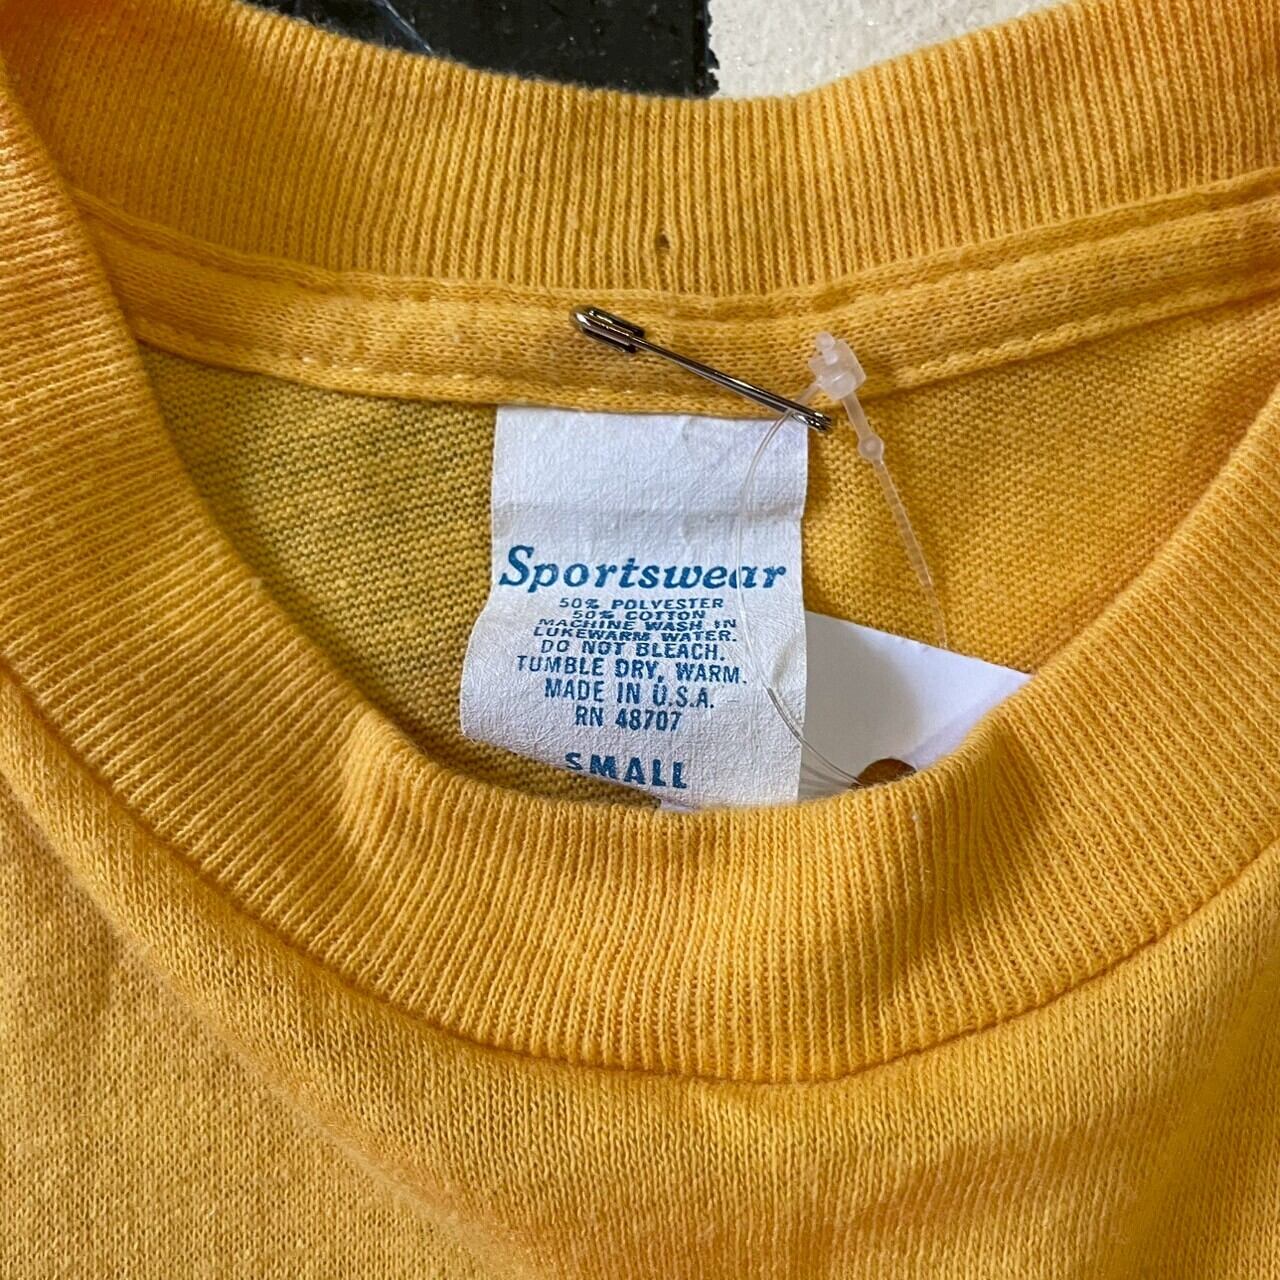 Sportswear
50% POLYESTER
50% COTTON
MACHINE WASH IN
LUKEWARM WATER.
DO NOT BLEACH.
TUMBLE DRY, WARM.
MADE IN U.S.A.
RN 48707
SMALL